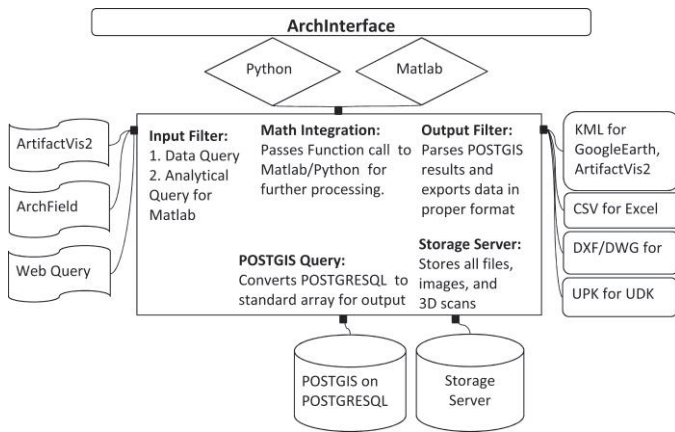 ArchInterface
Python
Matlab
ArtifactVis2
ArchField
Web Query
Input Filter:
1. Data Query
2. Analytical
Query for
Matlab
Math Integration:
Passes Function call to
Matlab/Python for
further processing.
Output Filter:
Parses POSTGIS
results and
exports data in
proper format
POSTGIS Query:
Converts POSTGRESQL to
standard array for output
Storage Server:
Stores all files,
images, and
3D scans
KML for
GoogleEarth,
ArtifactVis2
CSV for Excel
DXF/DWG for
UPK for UDK
POSTGIS on
POSTGRESQL
Storage
Server